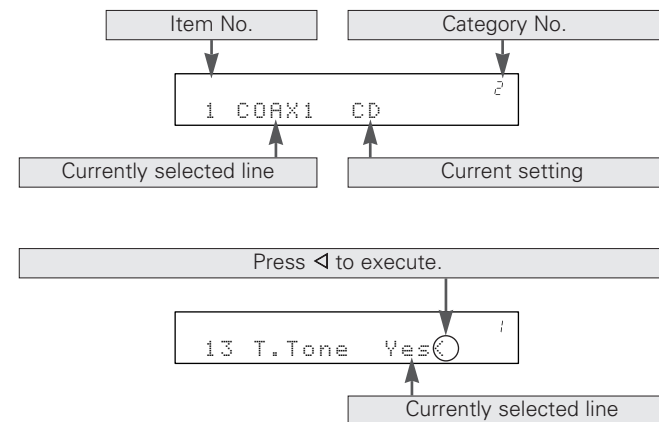 Item No. Category No.
2
1 COAX1 CD
Currently selected line Current setting
Press ◁ to execute.
1
13 T.Tone Yes<
Currently selected line